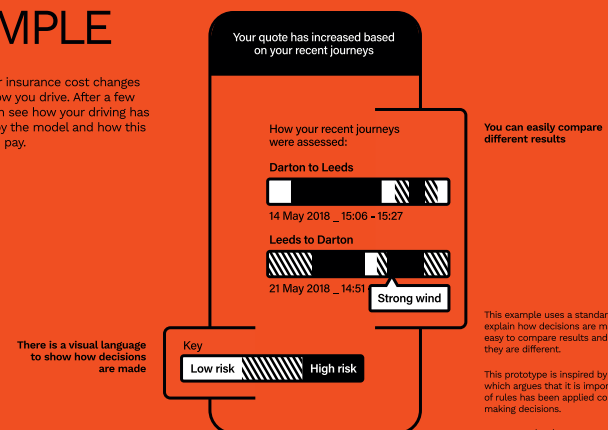 MPLE
insurance cost changes
you drive. After a few
see how your driving has
by the model and how this
pay.
Your quote has increased based
on your recent journeys
How your recent journeys
were assessed:
Darton to Leeds
14 May 2018 _ 15:06 - 15:27
Leeds to Darton
21 May 2018 _ 14:51
Strong wind
You can easily compare
different results
There is a visual language
to show how decisions
are made
Key
Low risk
High risk
This example uses a
explain how decisions are
easy to compare results and
they are different.
This prototype is inspired by
which argues that it is
of rules has been applied
making decisions.